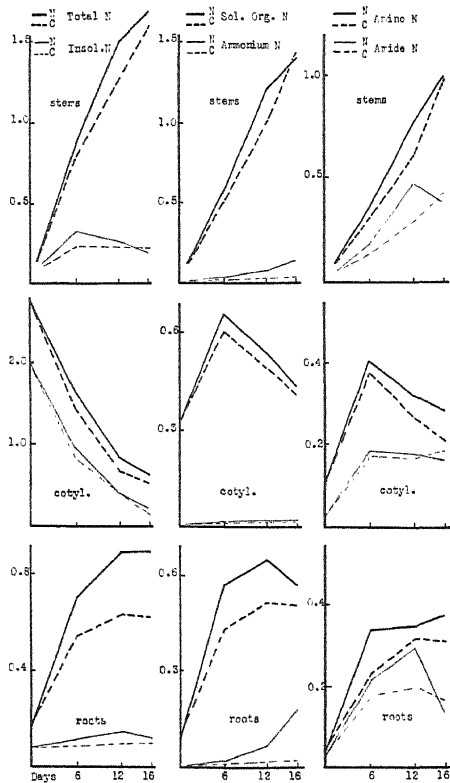 N Total N
C
N Insol.N
C
N Sol. Org. N
C
N Ammonium N
C
N Amino N
C
N Amide N
C
1.5
1.0
0.5
stems
1.5
1.0
0.5
stems
1.0
0.5
stems
2.0
1.0
cotyl.
0.6
0.3
cotyl.
0.4
0.2
cotyl.
0.8
0.4
roots
0.6
0.3
roots
0.4
0.2
roots
Days 6 12 16
6 12 16
6 12 16